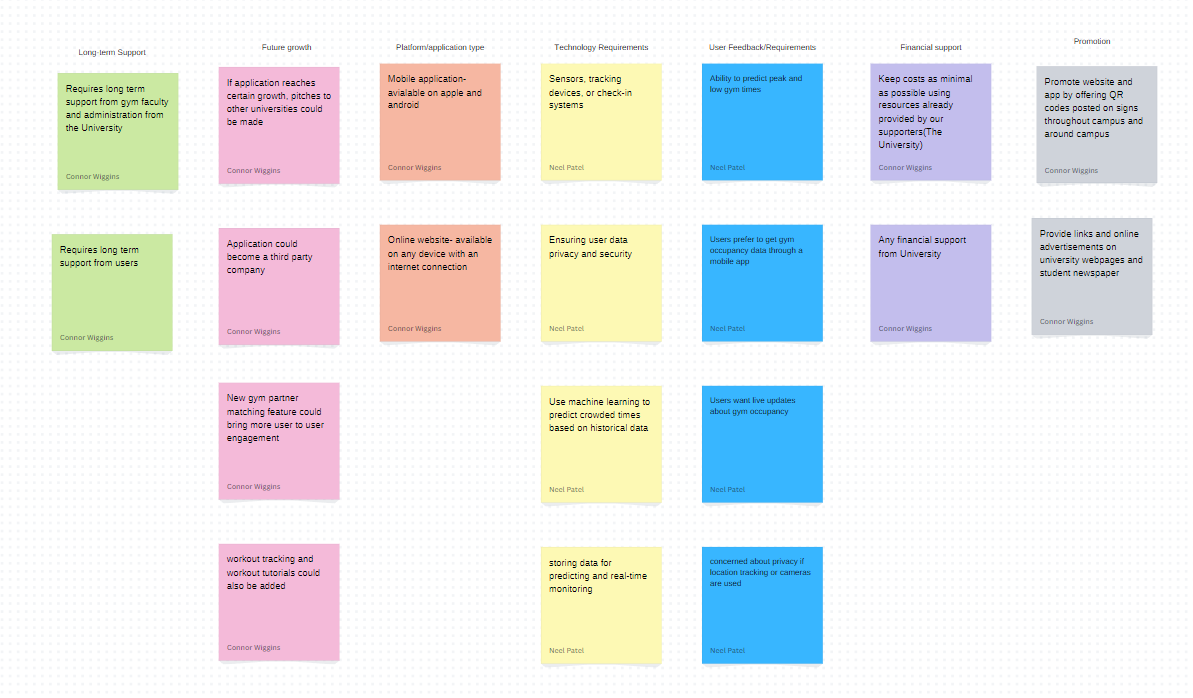 Long-term Support
Requires long term
support from gym faculty
and administration from
the University
Connor Wiggins
Requires long term
support from users
Connor Wiggins
Future growth
If application reaches
certain growth, pitches to
other universities could
be made
Connor Wiggins
Application could
become a third party
company
Connor Wiggins
New gym partner
matching feature could
bring more user to user
engagement
Connor Wiggins
workout tracking and
workout tutorials could
also be added
Connor Wiggins
Platform/application type
Mobile application-
avialable on apple and
android
Connor Wiggins
Online website- available
on any device with an
internet connection
Connor Wiggins
Technology Requirements
Sensors, tracking
devices, or check-in
systems
Neel Patel
Ensuring user data
privacy and security
Neel Patel
Use machine learning to
predict crowded times
based on historical data
Neel Patel
storing data for
predicting and real-time
monitoring
Neel Patel
User Feedback/Requirements
Ability to predict peak and
low gym times
Neel Patel
Users prefer to get gym
occupancy data through a
mobile app
Neel Patel
Users want live updates
about gym occupancy
Neel Patel
concerned about privacy if
location tracking or cameras
are used
Neel Patel
Financial support
Keep costs as minimal
as possible using
resources already
provided by our
supporters(The
University)
Connor Wiggins
Any financial support
from University
Connor Wiggins
Promotion
Promote website and
app by offering QR
codes posted on signs
throughout campus and
around campus
Connor Wiggins
Provide links and online
advertisements on
university webpages and
student newspaper
Connor Wiggins